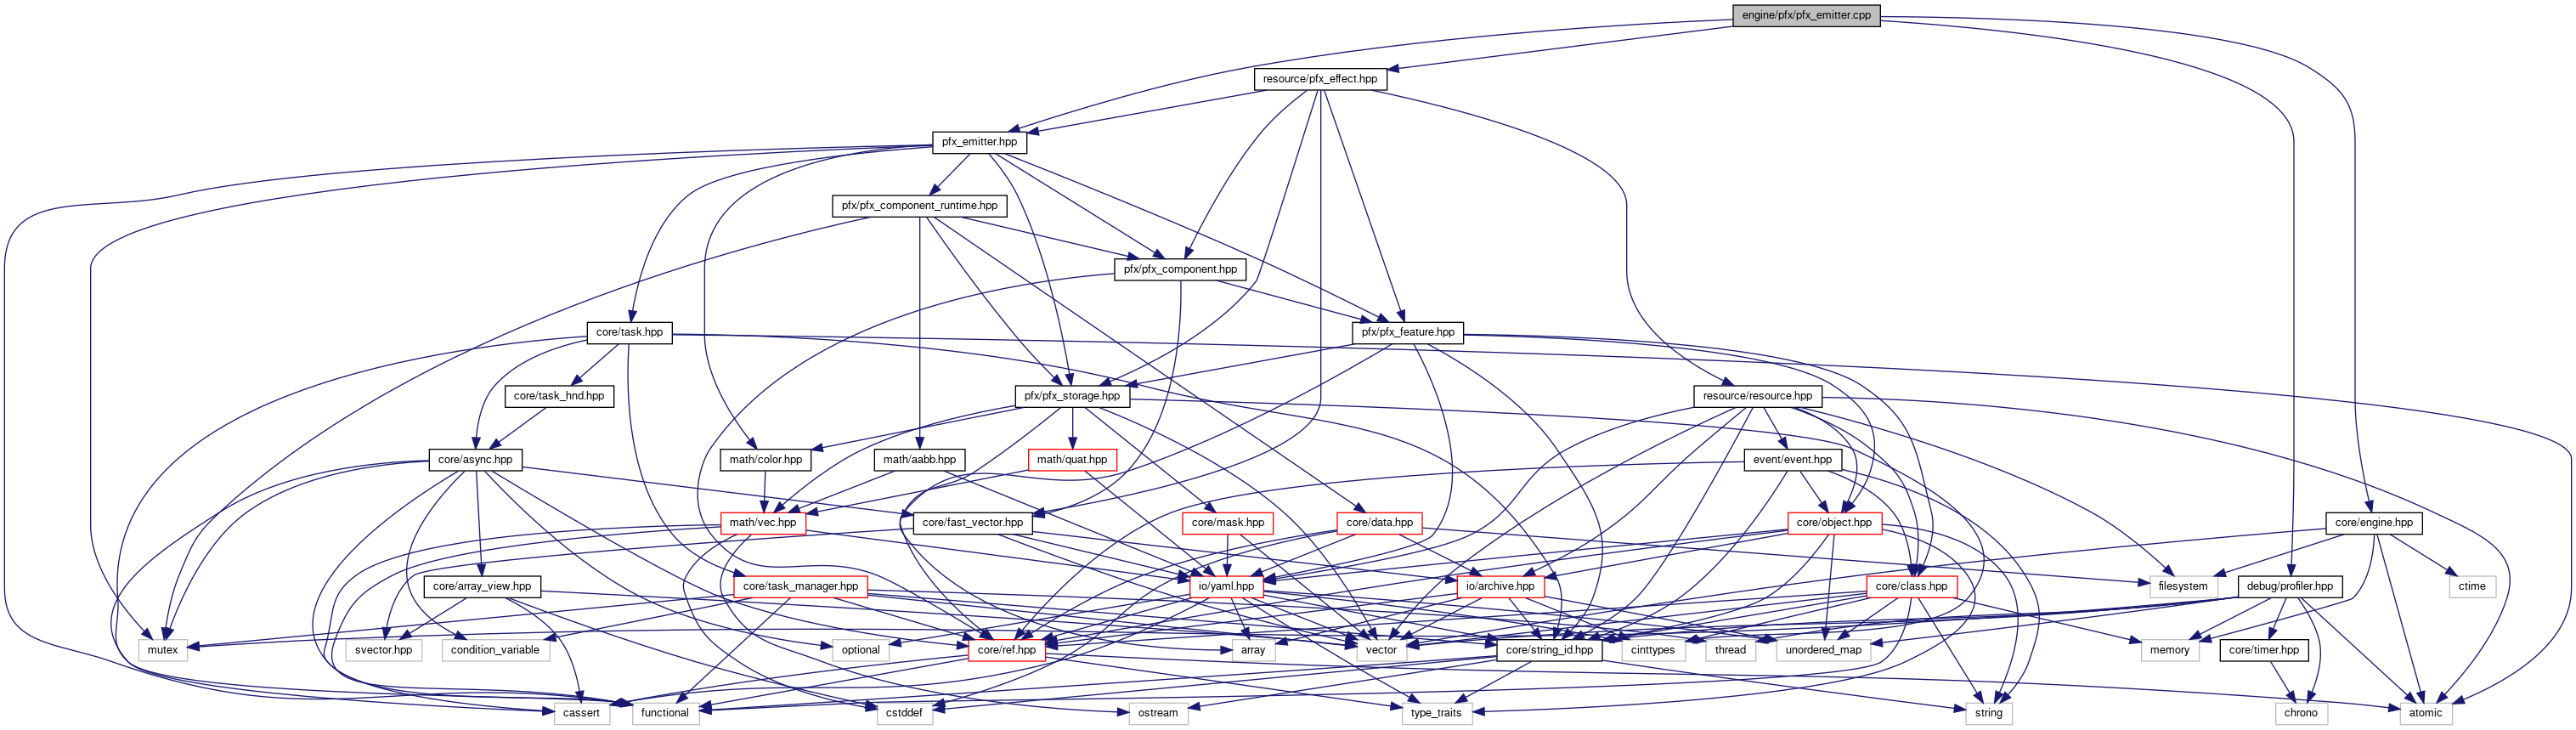 engine/pfx/pfx_emitter.cpp
resource/pfx_effect.hpp
pfx_emitter.hpp
pfx/pfx_component_runtime.hpp
pfx/pfx_component.hpp
core/task.hpp
pfx/pfx_feature.hpp
core/task_hnd.hpp
pfx/pfx_storage.hpp
resource/resource.hpp
core/async.hpp
math/color.hpp
math/aabb.hpp
math/quat.hpp
event/event.hpp
math/vec.hpp
core/fast_vector.hpp
core/mask.hpp
core/data.hpp
core/object.hpp
core/engine.hpp
core/array_view.hpp
core/task_manager.hpp
io/yaml.hpp
io/archive.hpp
core/class.hpp
filesystem
debug/profiler.hpp
ctime
mutex
svector.hpp
condition_variable
optional
core/ref.hpp
array
vector
core/string_id.hpp
cinttypes
thread
unordered_map
memory
core/timer.hpp
cassert
functional
cstddef
ostream
type_traits
string
chrono
atomic